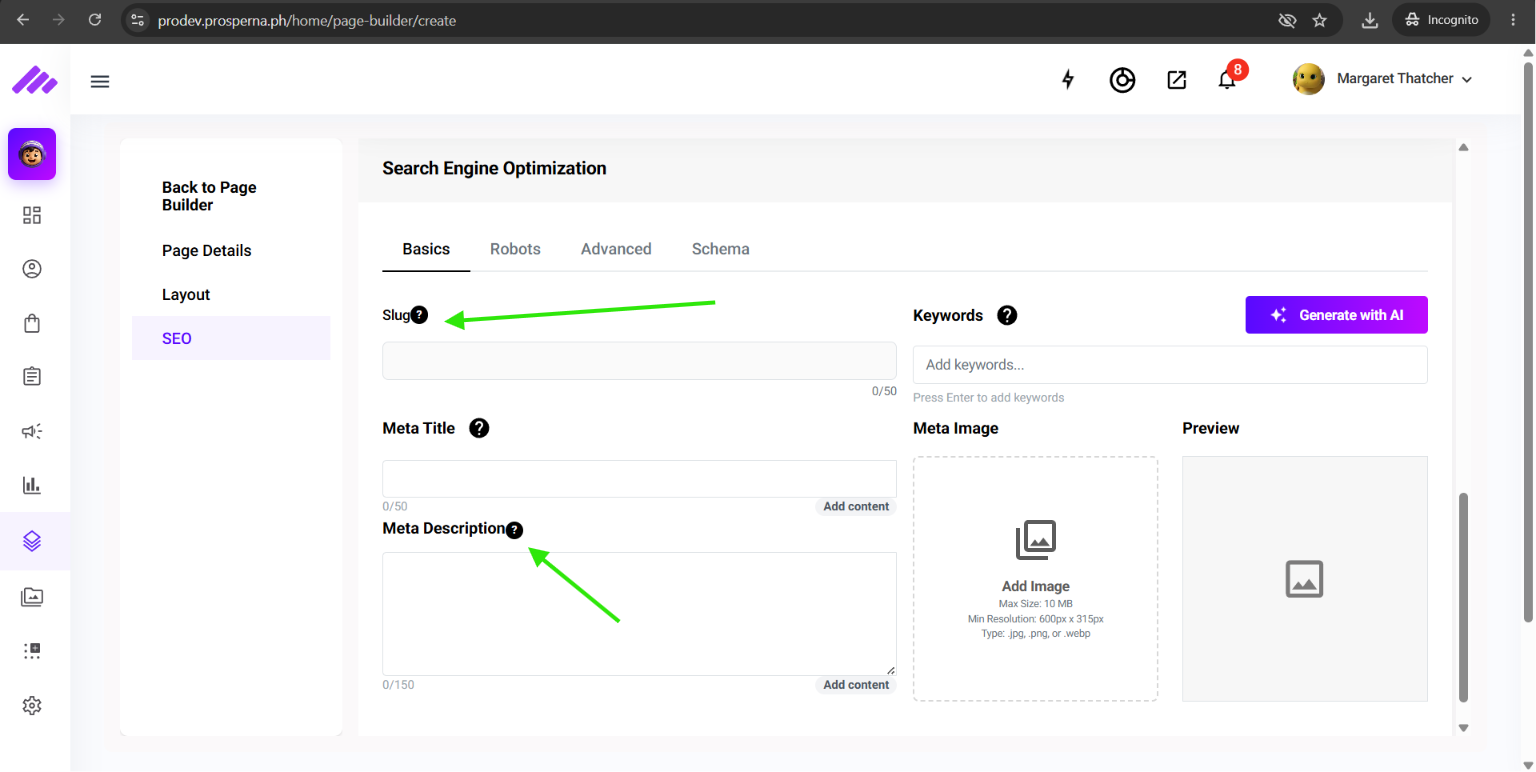 prodev.prosperna.ph/home/page-builder/create
Incognito
8
Margaret Thatcher
Back to Page
Builder
Page Details
Layout
SEO
Search Engine Optimization
Basics
Robots
Advanced
Schema
Slug ?
0/50
Keywords ?
Generate with AI
Add keywords...
Press Enter to add keywords
Meta Title ?
0/50
Add content
Meta Description ?
0/150
Add content
Meta Image
Add Image
Max Size: 10 MB
Min Resolution: 600px x 315px
Type: .jpg, .png, or .webp
Preview